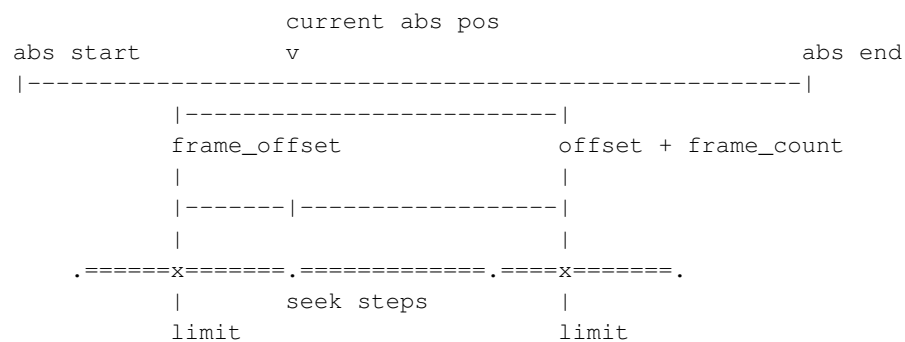 current abs pos
abs start             v                                         abs end
|-----------------------------------------------------|
             |--------------------------|
             frame_offset               offset + frame_count
             |                          |
             |-------|------------------|
             |                          |
     .======x=======.=============.====x=======.
             |       seek steps         |
             limit                      limit